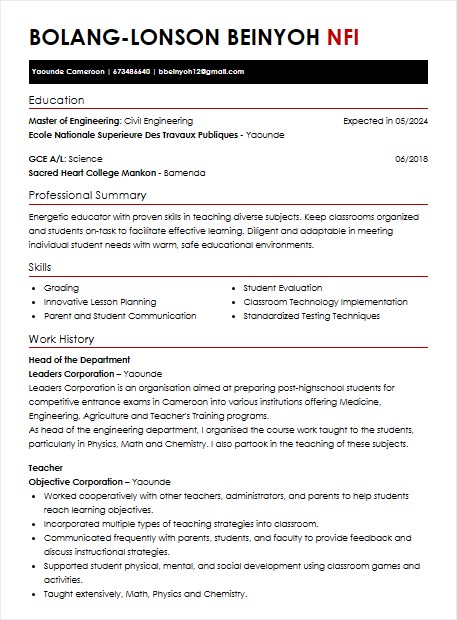 BOLANG-LONSON BEINYOH NFI
Yaounde Cameroon | 673486640 | bbeinyoh12@gmail.com
Education
Master of Engineering: Civil Engineering Expected in 05/2024
Ecole Nationale Superieure Des Travaux Publiques - Yaounde
GCE A/L: Science 06/2018
Sacred Heart College Mankon - Bamenda
Professional Summary
Energetic educator with proven skills in teaching diverse subjects. Keep classrooms organized
and students on-task to facilitate effective learning. Diligent and adaptable in meeting
individual student needs with warm, safe educational environments.
Skills
• Grading
• Innovative Lesson Planning
• Parent and Student Communication
• Student Evaluation
• Classroom Technology Implementation
• Standardized Testing Techniques
Work History
Head of the Department
Leaders Corporation – Yaounde
Leaders Corporation is an organisation aimed at preparing post-highschool students for
competitive entrance exams in Cameroon into various institutions offering Medicine,
Engineering, Agriculture and Teacher's Training programs.
As head of the engineering department, I organised the course work taught to the students,
particularly in Physics, Math and Chemistry. I also partook in the teaching of these subjects.
Teacher
Objective Corporation – Yaounde
• Worked cooperatively with other teachers, administrators, and parents to help students
reach learning objectives.
• Incorporated multiple types of teaching strategies into classroom.
• Communicated frequently with parents, students, and faculty to provide feedback and
discuss instructional strategies.
• Supported student physical, mental, and social development using classroom games and
activities.
• Taught extensively, Math, Physics and Chemistry.